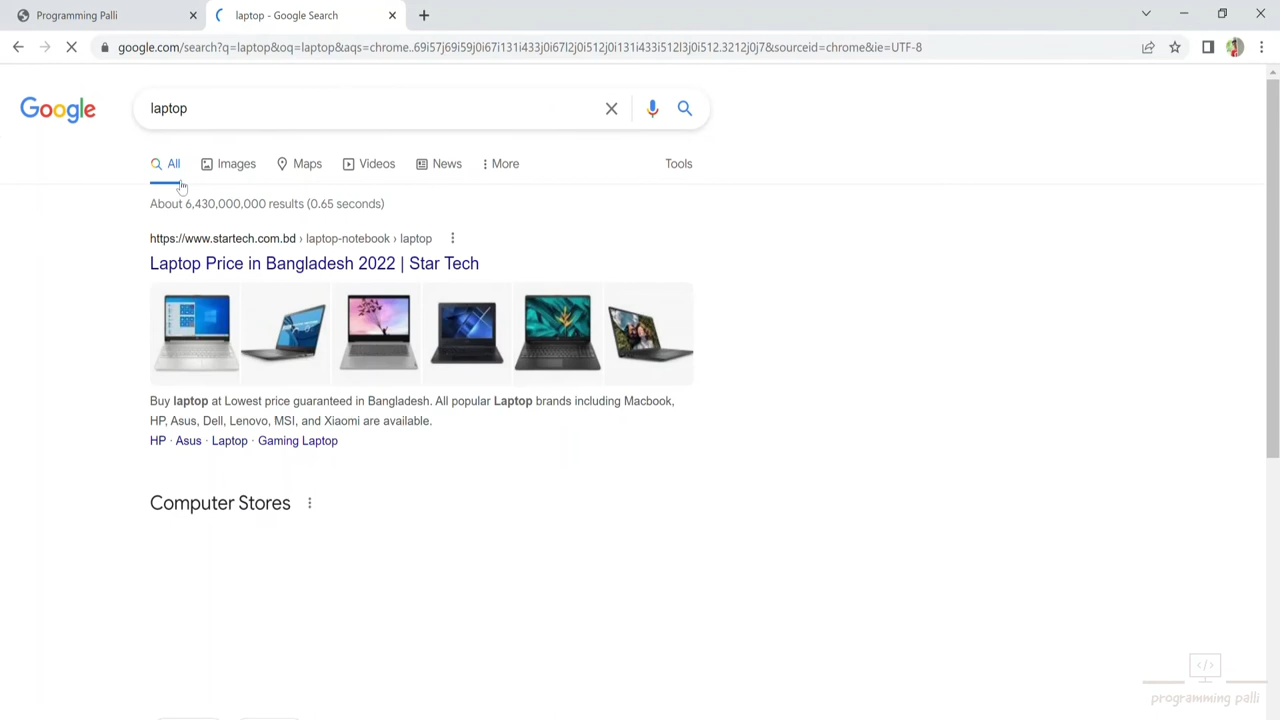 Programming Palli
laptop - Google Search
google.com/search?q=laptop&oq=laptop&aqs=chrome..69i57j69i59j0i67i131i433j0i67l2j0i512j0i131i433i512l3j0i512.3212j0j7&sourceid=chrome&ie=UTF-8
Google
laptop
All Images Maps Videos News More Tools
About 6,430,000,000 results (0.65 seconds)
https://www.startech.com.bd › laptop-notebook › laptop
Laptop Price in Bangladesh 2022 | Star Tech
Buy laptop at Lowest price guaranteed in Bangladesh. All popular Laptop brands including Macbook,
HP, Asus, Dell, Lenovo, MSI, and Xiaomi are available.
HP · Asus · Laptop · Gaming Laptop
Computer Stores
programming palli